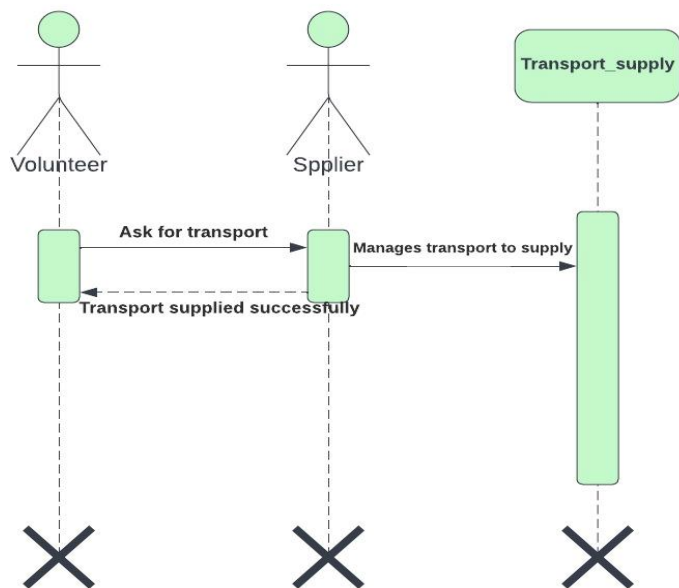 Transport_supply
Volunteer
Spplier
Ask for transport
Manages transport to supply
Transport supplied successfully